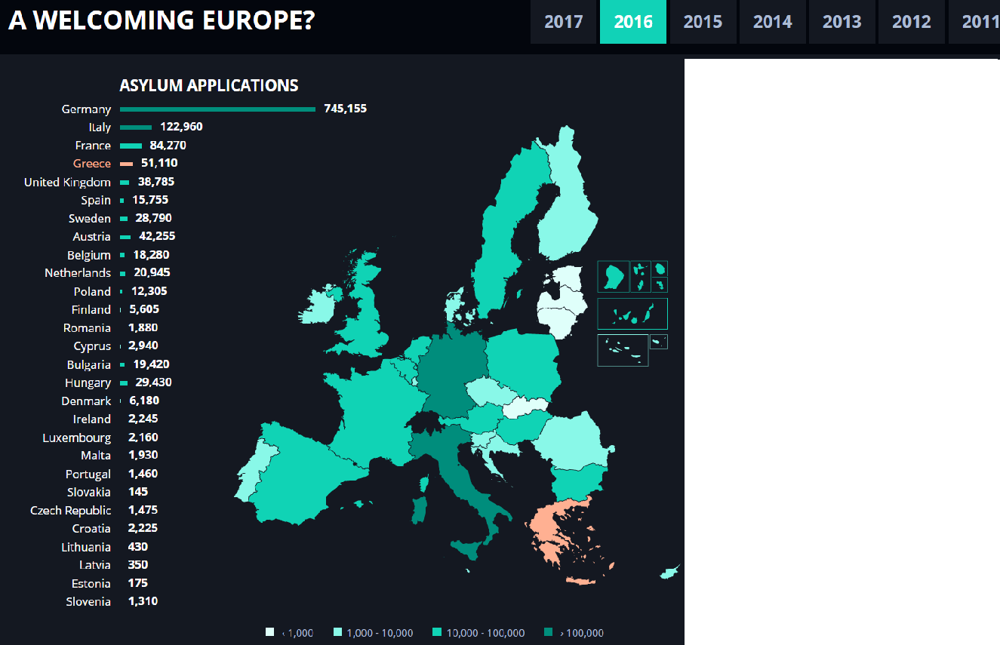 A WELCOMING EUROPE?
2017 2016 2015 2014 2013 2012 2011
ASYLUM APPLICATIONS
Germany 745,155
Italy 122,960
France 84,270
Greece 51,110
United Kingdom 38,785
Spain 15,755
Sweden 28,790
Austria 42,255
Belgium 18,280
Netherlands 20,945
Poland 12,305
Finland 5,605
Romania 1,880
Cyprus 2,940
Bulgaria 19,420
Hungary 29,430
Denmark 6,180
Ireland 2,245
Luxembourg 2,160
Malta 1,930
Portugal 1,460
Slovakia 145
Czech Republic 1,475
Croatia 2,225
Lithuania 430
Latvia 350
Estonia 175
Slovenia 1,310
< 1,000 1,000 - 10,000 10,000 - 100,000 > 100,000